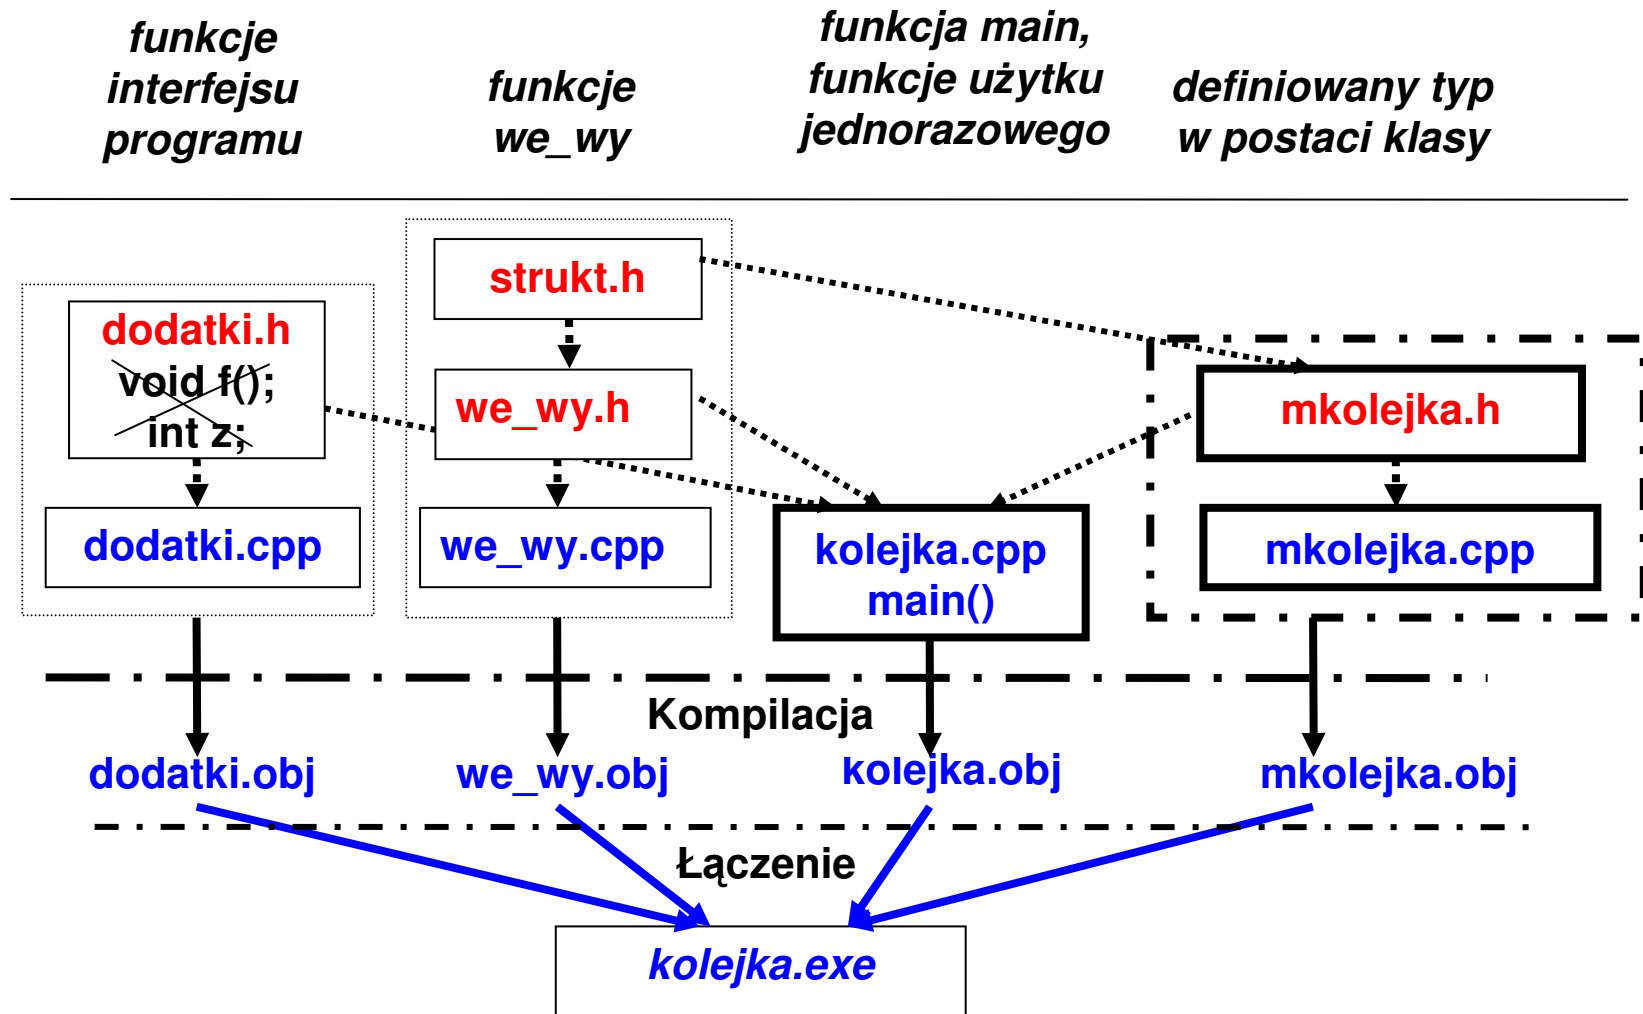 funkcje
interfejsu
programu
funkcje
we_wy
funkcja main,
funkcje użytku
jednorazowego
definiowany typ
w postaci klasy
strukt.h
dodatki.h
void f();
int z;
we_wy.h
mkolejka.h
dodatki.cpp
we_wy.cpp
kolejka.cpp
main()
mkolejka.cpp
Kompilacja
dodatki.obj
we_wy.obj
kolejka.obj
mkolejka.obj
Łączenie
kolejka.exe